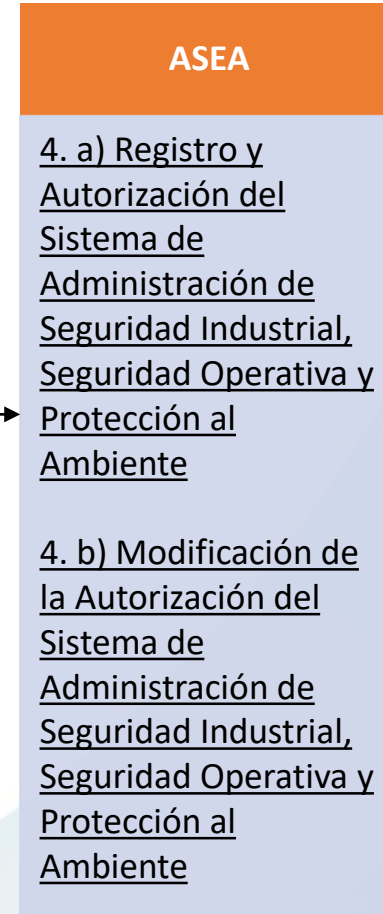 ASEA
4. a) Registro y
Autorización del
Sistema de
Administración de
Seguridad Industrial,
Seguridad Operativa y
Protección al
Ambiente
4. b) Modificación de
la Autorización del
Sistema de
Administración de
Seguridad Industrial,
Seguridad Operativa y
Protección al
Ambiente